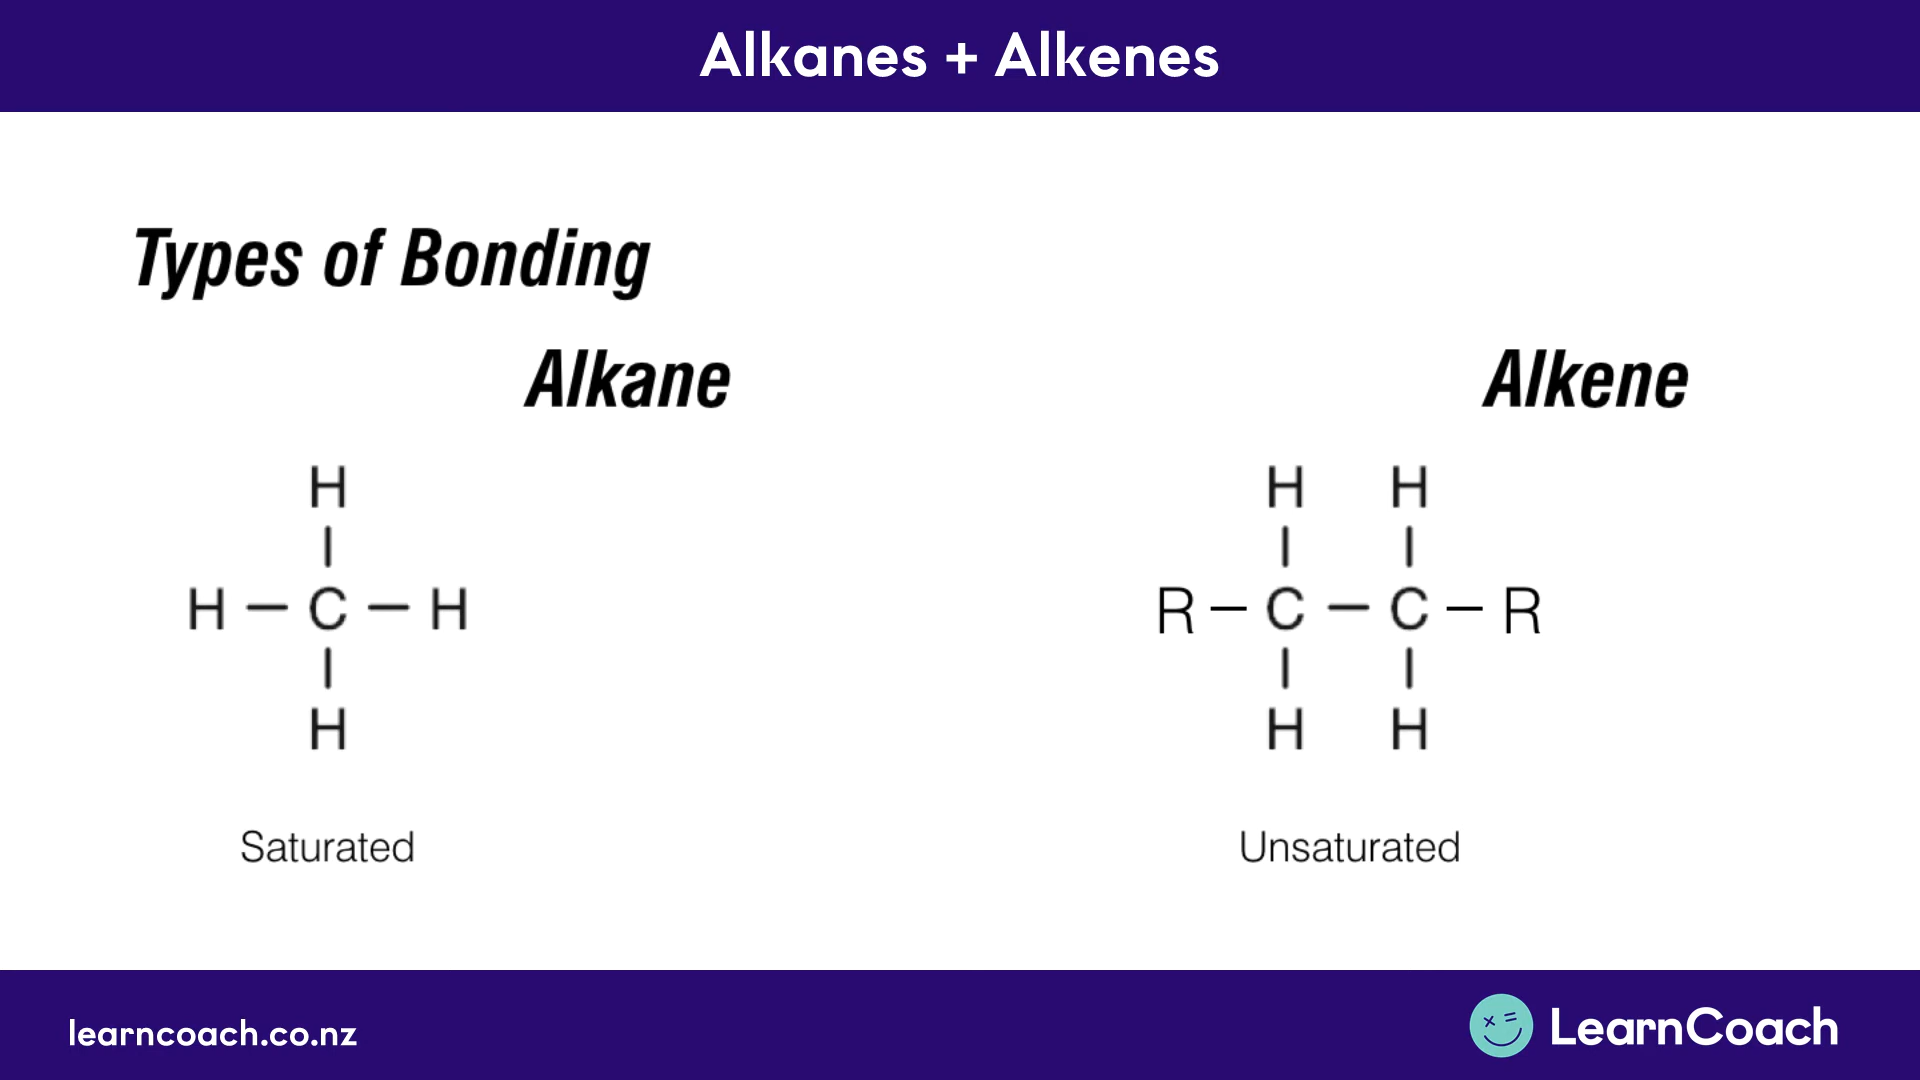 Alkanes + Alkenes
Types of Bonding
Alkane
Alkene
H
H — C — H
H
Saturated
H H
R — C — C — R
H H
Unsaturated
learncoach.co.nz
LearnCoach